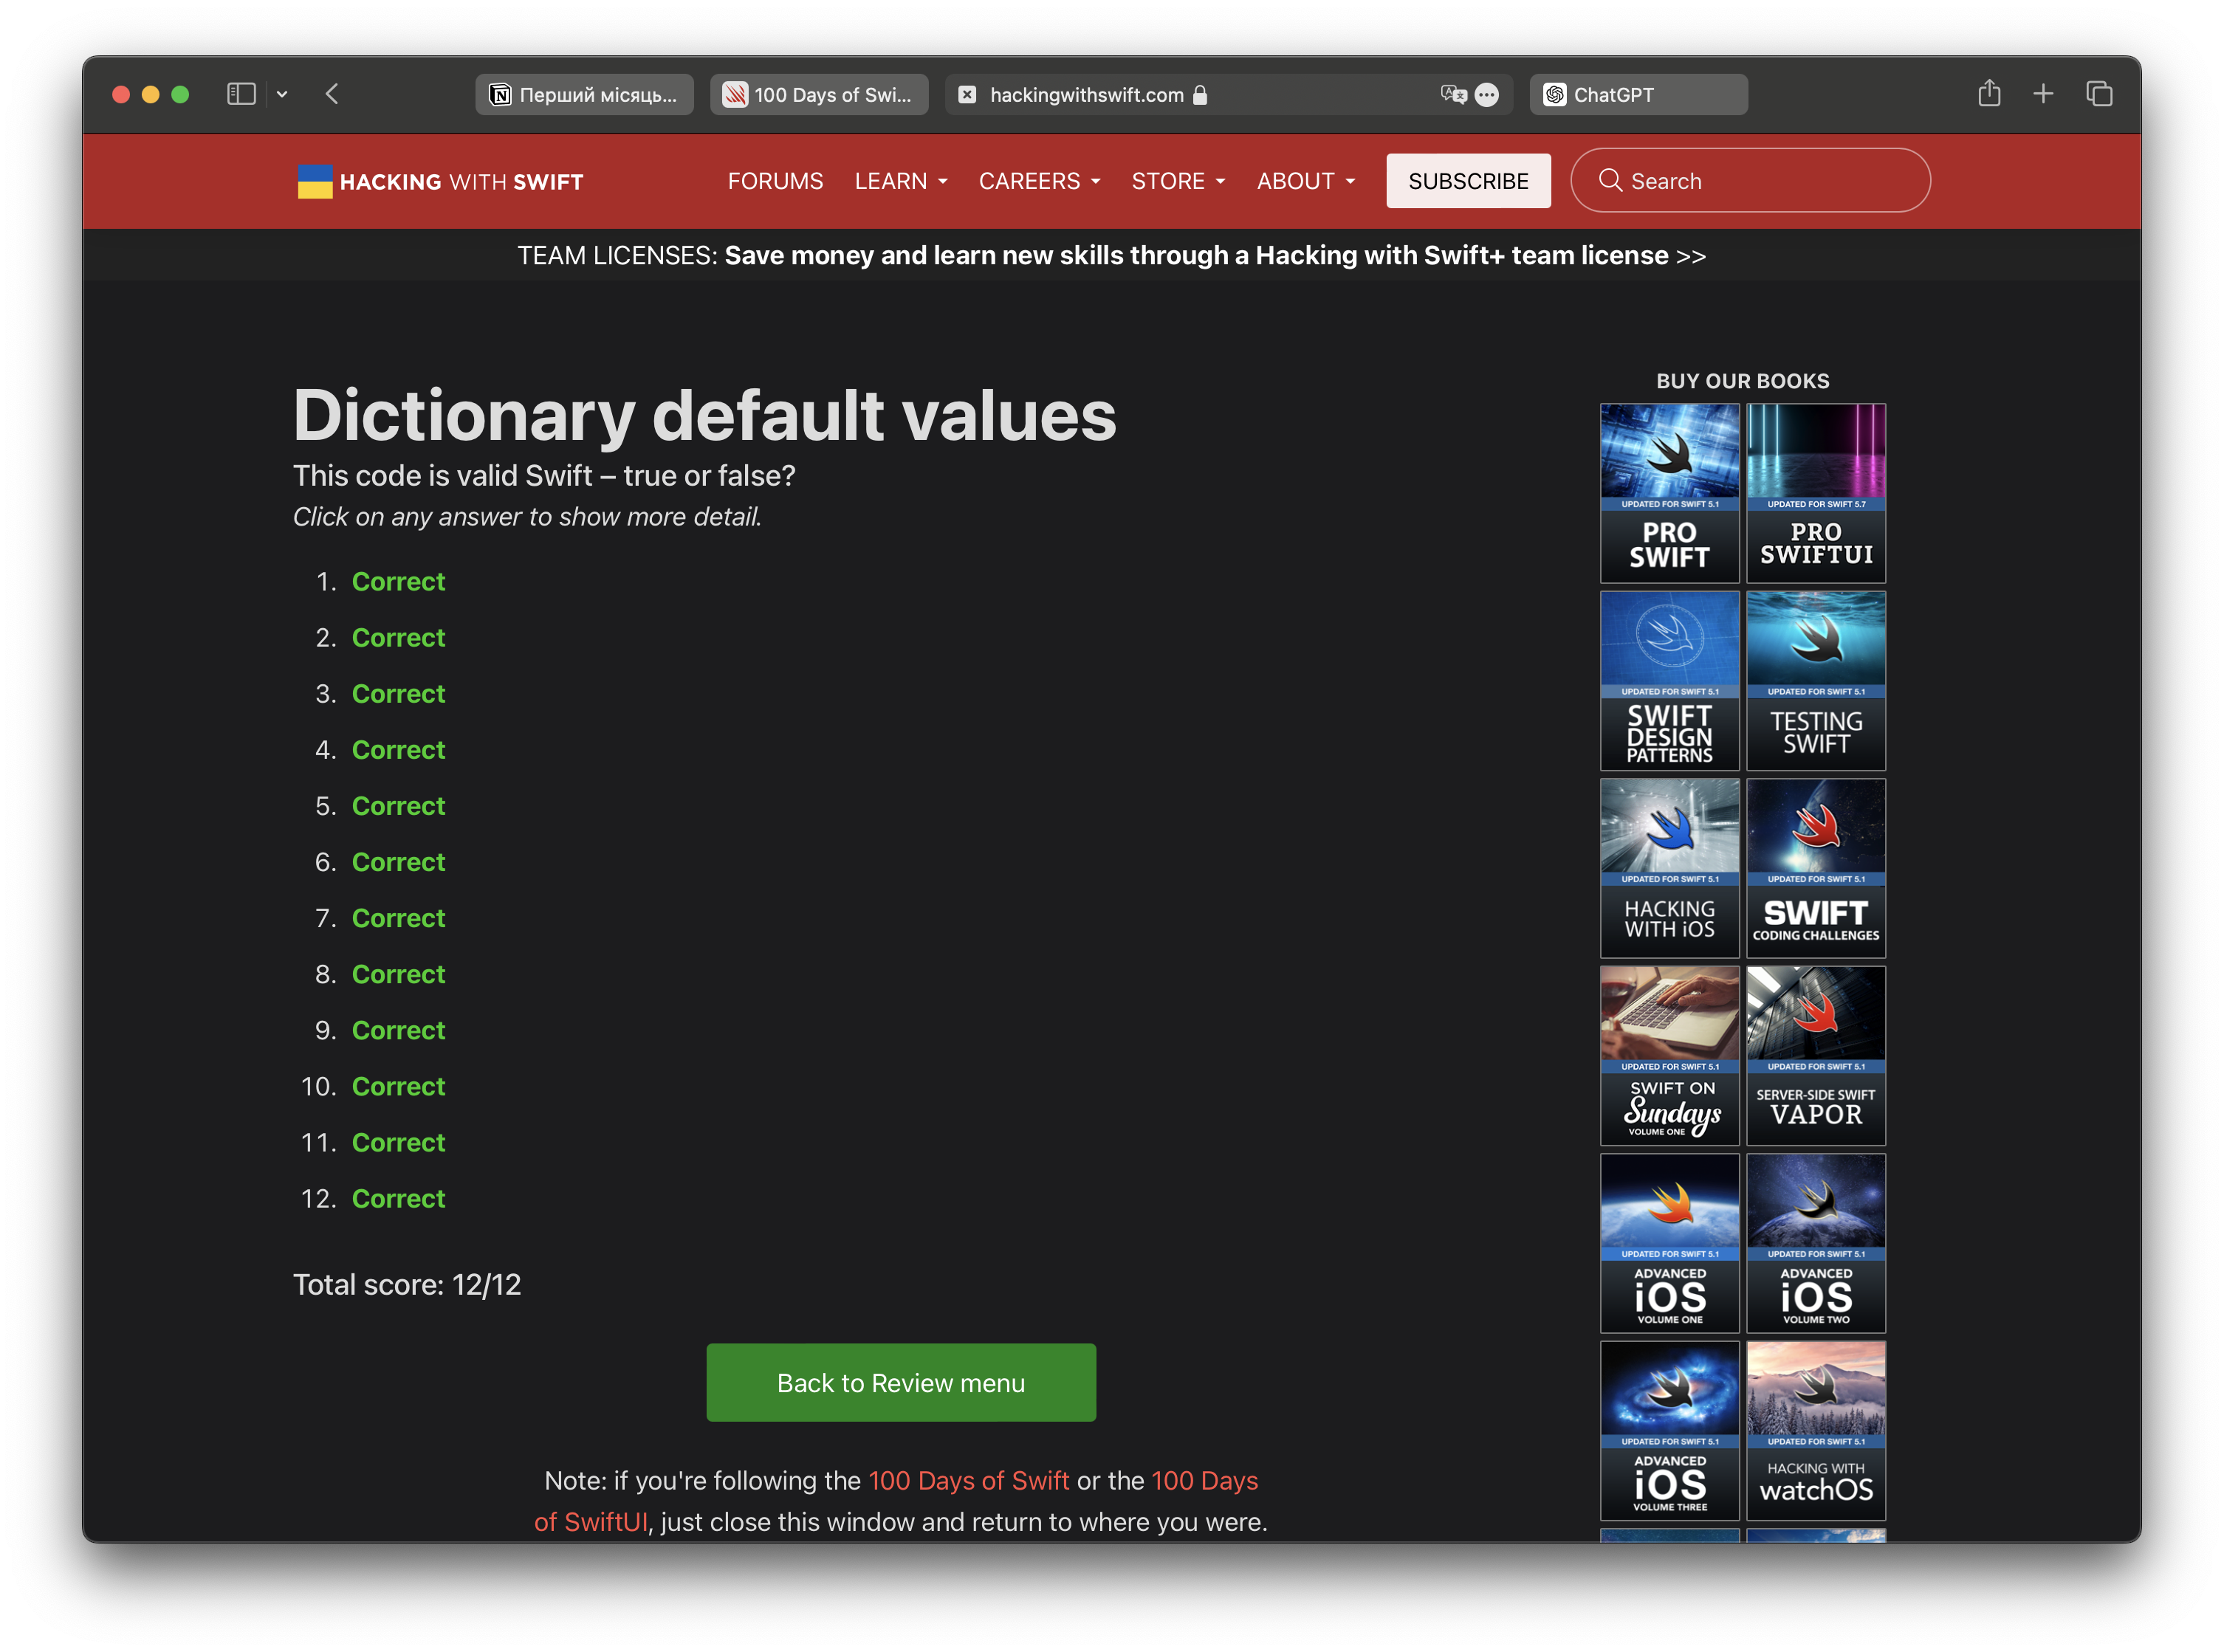 Перший місяць...
100 Days of Swi...
hackingwithswift.com
ChatGPT
HACKING WITH SWIFT
FORUMS
LEARN
CAREERS
STORE
ABOUT
SUBSCRIBE
Search
TEAM LICENSES: Save money and learn new skills through a Hacking with Swift+ team license >>
Dictionary default values
This code is valid Swift – true or false?
Click on any answer to show more detail.
1. Correct
2. Correct
3. Correct
4. Correct
5. Correct
6. Correct
7. Correct
8. Correct
9. Correct
10. Correct
11. Correct
12. Correct
Total score: 12/12
Back to Review menu
Note: if you're following the 100 Days of Swift or the 100 Days
of SwiftUI, just close this window and return to where you were.
BUY OUR BOOKS
UPDATED FOR SWIFT 5.1
PRO
SWIFT
UPDATED FOR SWIFT 5.7
PRO
SWIFTUI
UPDATED FOR SWIFT 5.1
SWIFT
DESIGN
PATTERNS
UPDATED FOR SWIFT 5.1
TESTING
SWIFT
UPDATED FOR SWIFT 5.1
HACKING
WITH iOS
UPDATED FOR SWIFT 5.1
SWIFT
CODING CHALLENGES
UPDATED FOR SWIFT 5.1
SWIFT ON
Sundays
VOLUME ONE
UPDATED FOR SWIFT 5.1
SERVER-SIDE SWIFT
VAPOR
UPDATED FOR SWIFT 5.1
ADVANCED
iOS
VOLUME ONE
UPDATED FOR SWIFT 5.1
ADVANCED
iOS
VOLUME TWO
UPDATED FOR SWIFT 5.1
ADVANCED
iOS
VOLUME THREE
UPDATED FOR SWIFT 5.1
HACKING WITH
watchOS